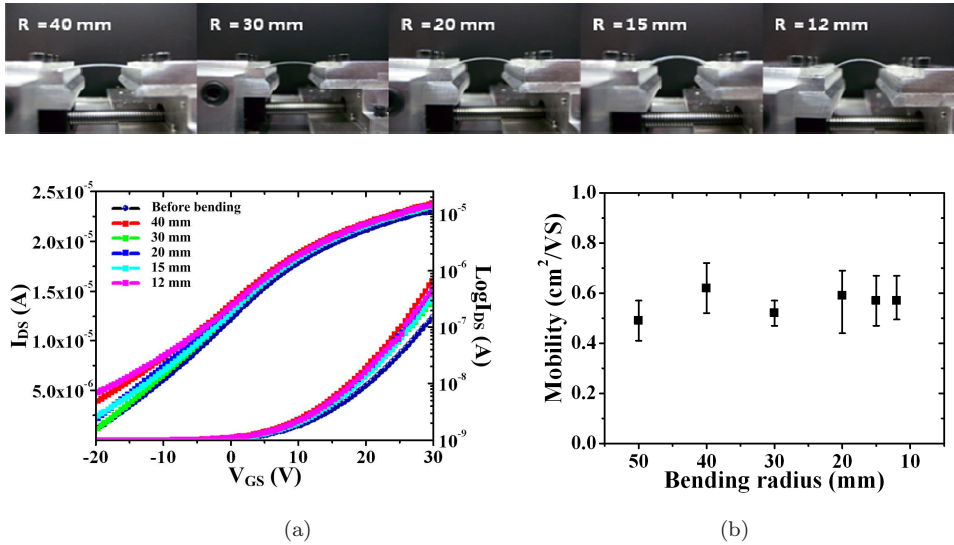 R = 40 mm
R = 30 mm
R = 20 mm
R = 15 mm
R = 12 mm
2.5x10⁻⁵
2.0x10⁻⁵
1.5x10⁻⁵
1.0x10⁻⁵
5.0x10⁻⁶
I_DS (A)
Before bending
40 mm
30 mm
20 mm
15 mm
12 mm
10⁻⁵
10⁻⁶
10⁻⁷
10⁻⁸
10⁻⁹
LogI_DS (A)
-20 -10 0 10 20 30
V_GS (V)
(a)
1.0
0.8
0.6
0.4
0.2
0.0
Mobility (cm²/VS)
50 40 30 20 10
Bending radius (mm)
(b)